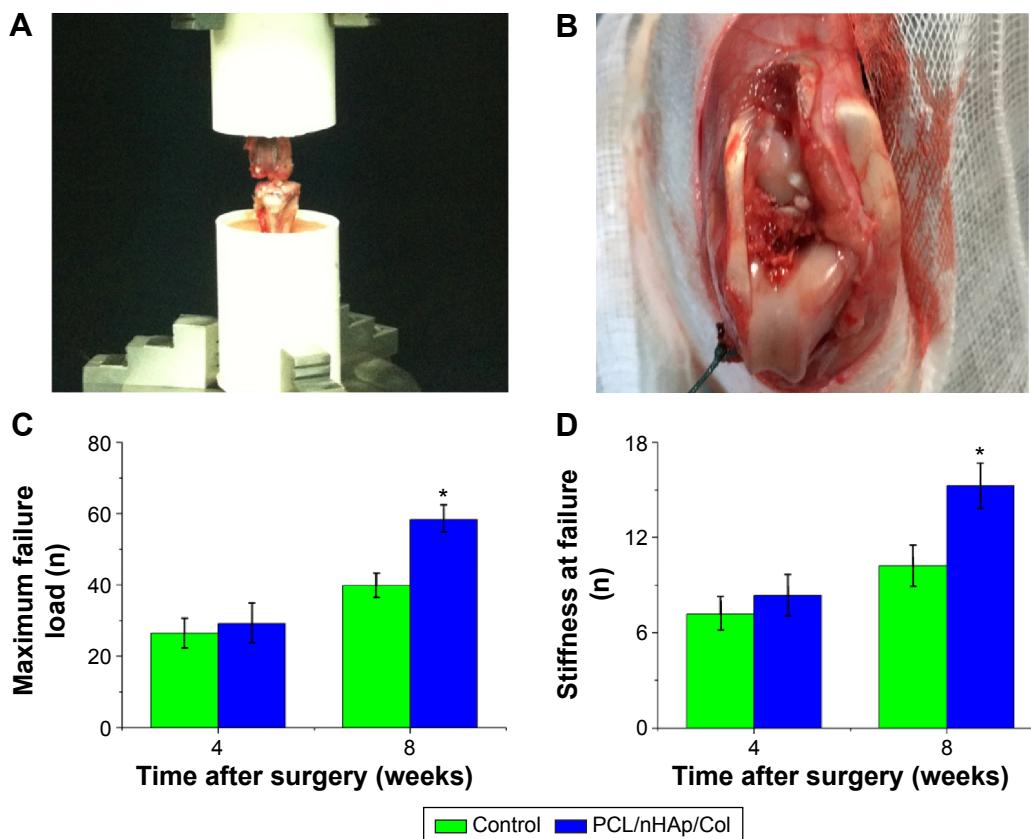 A
B
C
Maximum failure
load (n)
80
60
40
20
0
*
4
8
Time after surgery (weeks)
D
Stiffness at failure
(n)
18
12
6
0
*
4
8
Time after surgery (weeks)
Control
PCL/nHAp/Col